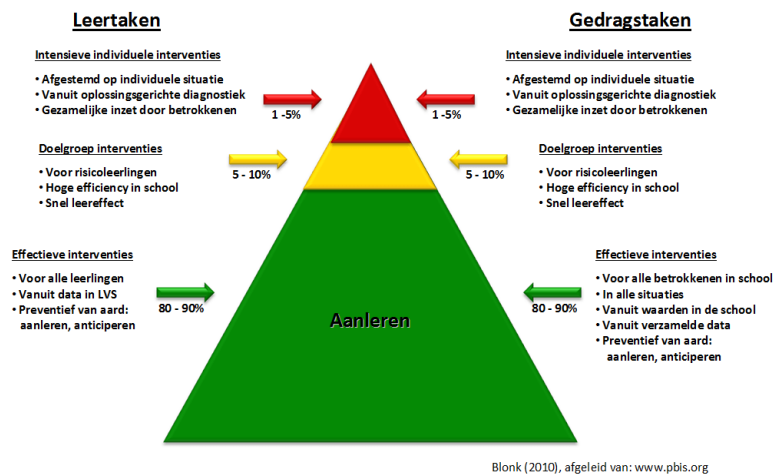 Leertaken
Intensieve individuele interventies
• Afgestemd op individuele situatie
• Vanuit oplossingsgerichte diagnostiek
• Gezamelijke inzet door betrokkenen
1 -5%
Doelgroep interventies
• Voor risicoleerlingen
• Hoge efficiency in school
• Snel leereffect
5 - 10%
Effectieve interventies
• Voor alle leerlingen
• Vanuit data in LVS
• Preventief van aard:
aanleren, anticiperen
80 - 90%
Aanleren
Gedragstaken
Intensieve individuele interventies
• Afgestemd op individuele situatie
• Vanuit oplossingsgerichte diagnostiek
• Gezamelijke inzet door betrokkenen
1 -5%
Doelgroep interventies
• Voor risicoleerlingen
• Hoge efficiency in school
• Snel leereffect
5 - 10%
Effectieve interventies
• Voor alle betrokkenen in school
• In alle situaties
• Vanuit waarden in de school
• Vanuit verzamelde data
• Preventief van aard:
aanleren, anticiperen
80 - 90%
Blonk (2010), afgeleid van: www.pbis.org